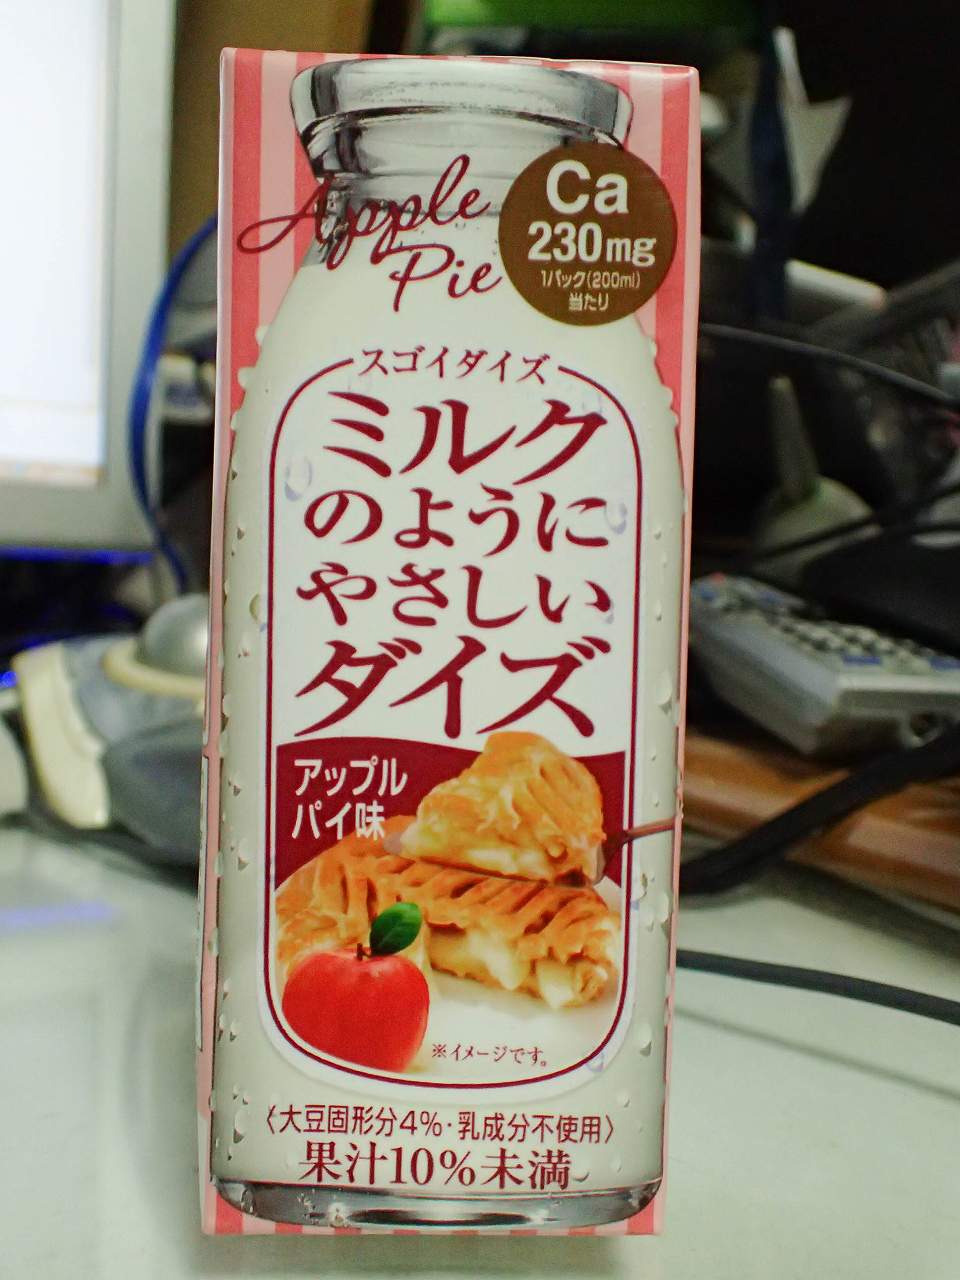 Apple
Pie
Ca
230mg
1パック(200ml)
当たり
スゴイダイズ
ミルク
のように
やさしい
ダイズ
アップル
パイ味
※イメージです。
〈大豆固形分4%・乳成分不使用〉
果汁10%未満